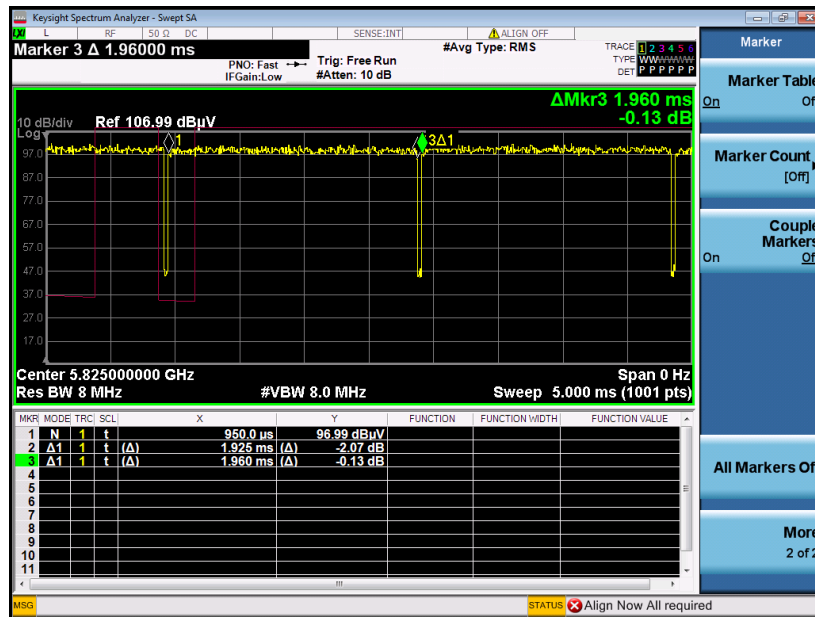 Keysight Spectrum Analyzer - Swept SA
L RF 50 Ω DC SENSE:INT ALIGN OFF
Marker 3 Δ 1.96000 ms
PNO: Fast
IFGain:Low
Trig: Free Run
#Atten: 10 dB
#Avg Type: RMS
TRACE 1 2 3 4 5 6
TYPE WWWWWW
DET P P P P P P
ΔMkr3 1.960 ms
-0.13 dB
10 dB/div Ref 106.99 dBµV
Log
1
3Δ1
97.0
87.0
77.0
67.0
57.0
47.0
37.0
27.0
17.0
Center 5.825000000 GHz Span 0 Hz
Res BW 8 MHz #VBW 8.0 MHz Sweep 5.000 ms (1001 pts)
MKR MODE TRC SCL X Y FUNCTION FUNCTION WIDTH FUNCTION VALUE
1 N 1 t 950.0 µs 96.99 dBµV
2 Δ1 1 t (Δ) 1.925 ms (Δ) -2.07 dB
3 Δ1 1 t (Δ) 1.960 ms (Δ) -0.13 dB
4
5
6
7
8
9
10
11
MSG STATUS Align Now All required
Marker
Marker Table
On Of
Marker Count
[Off]
Couple
Markers
On Of
All Markers Of
More
2 of 2